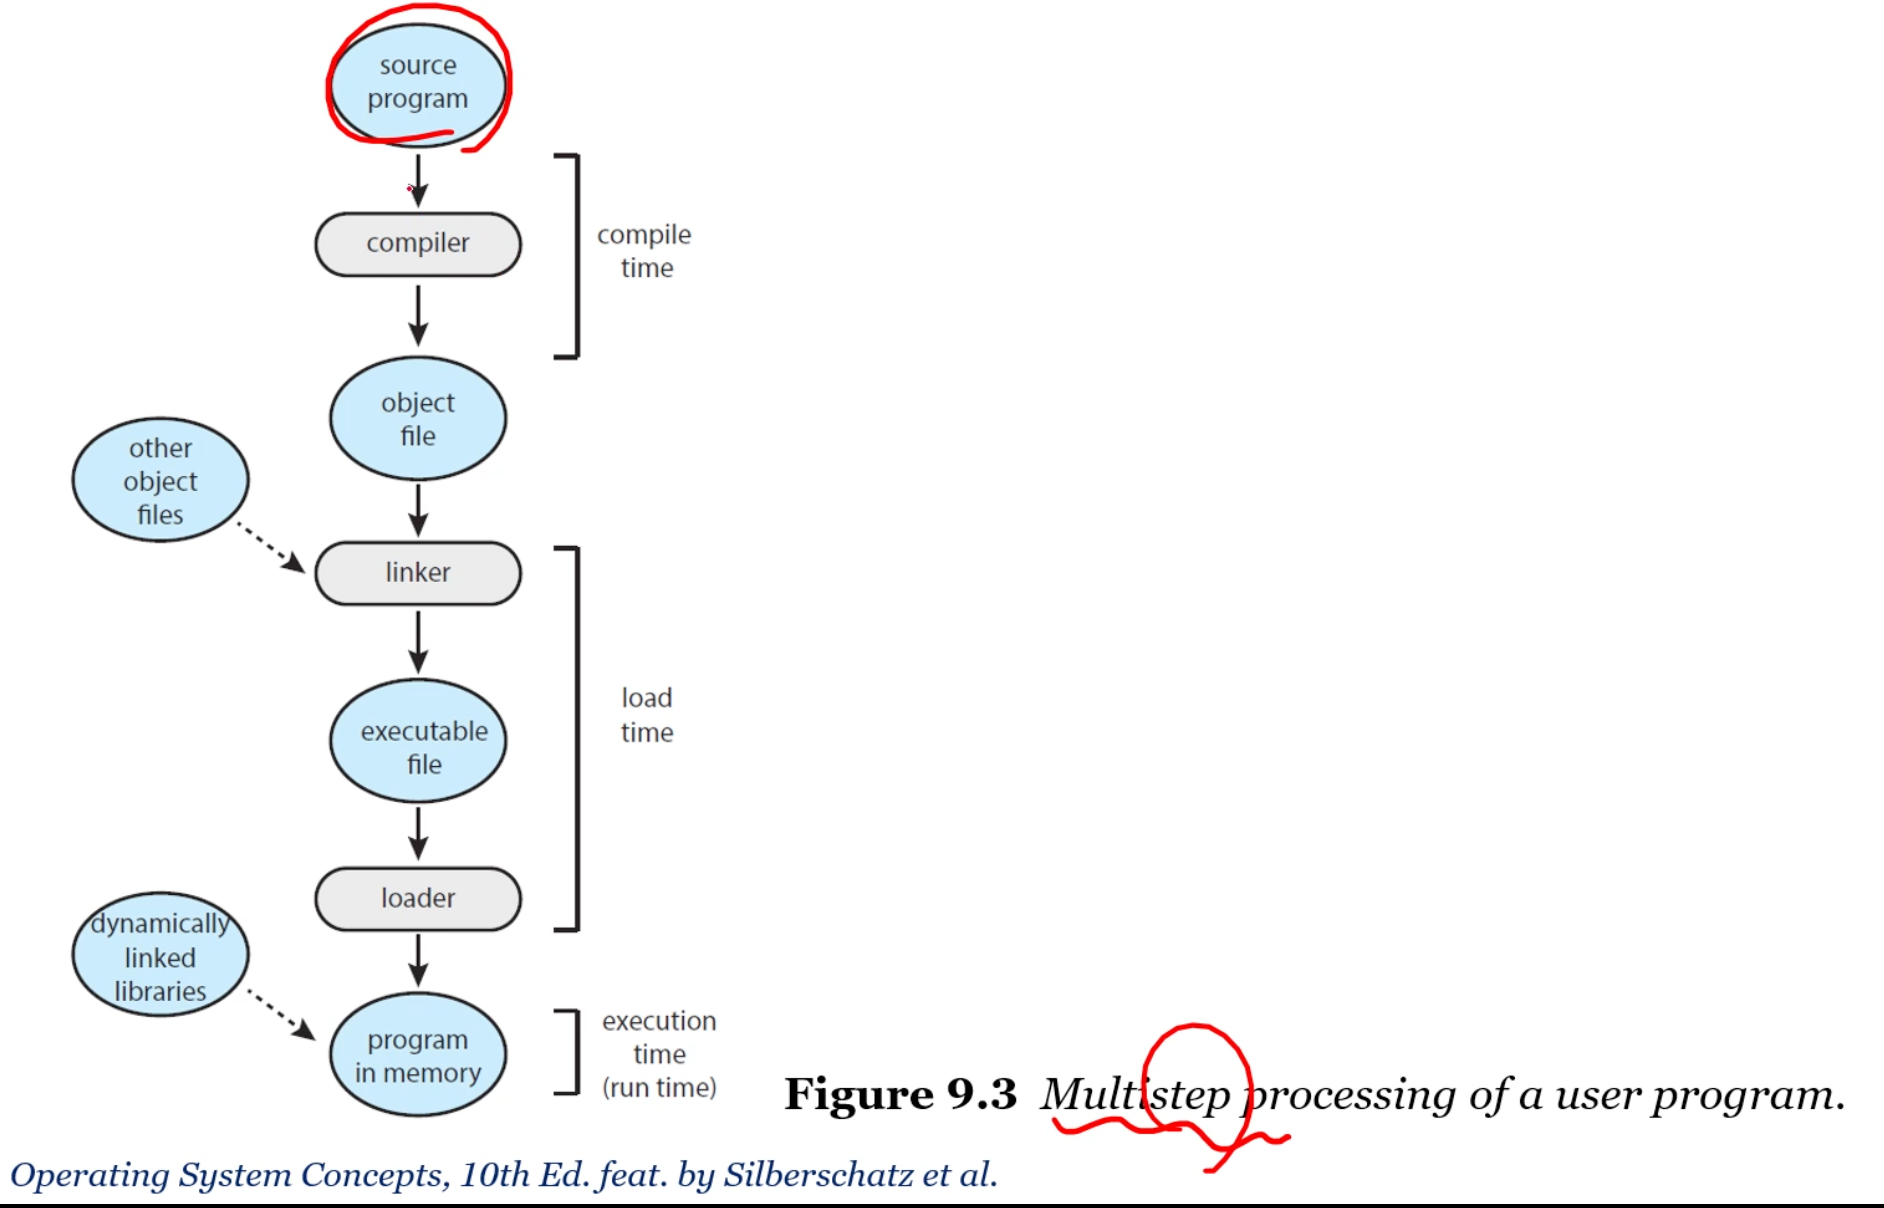 source
program
compiler
compile
time
object
file
other
object
files
linker
executable
file
load
time
loader
dynamically
linked
libraries
program
in memory
execution
time
(run time)
Figure 9.3 Multistep processing of a user program.
Operating System Concepts, 10th Ed. feat. by Silberschatz et al.